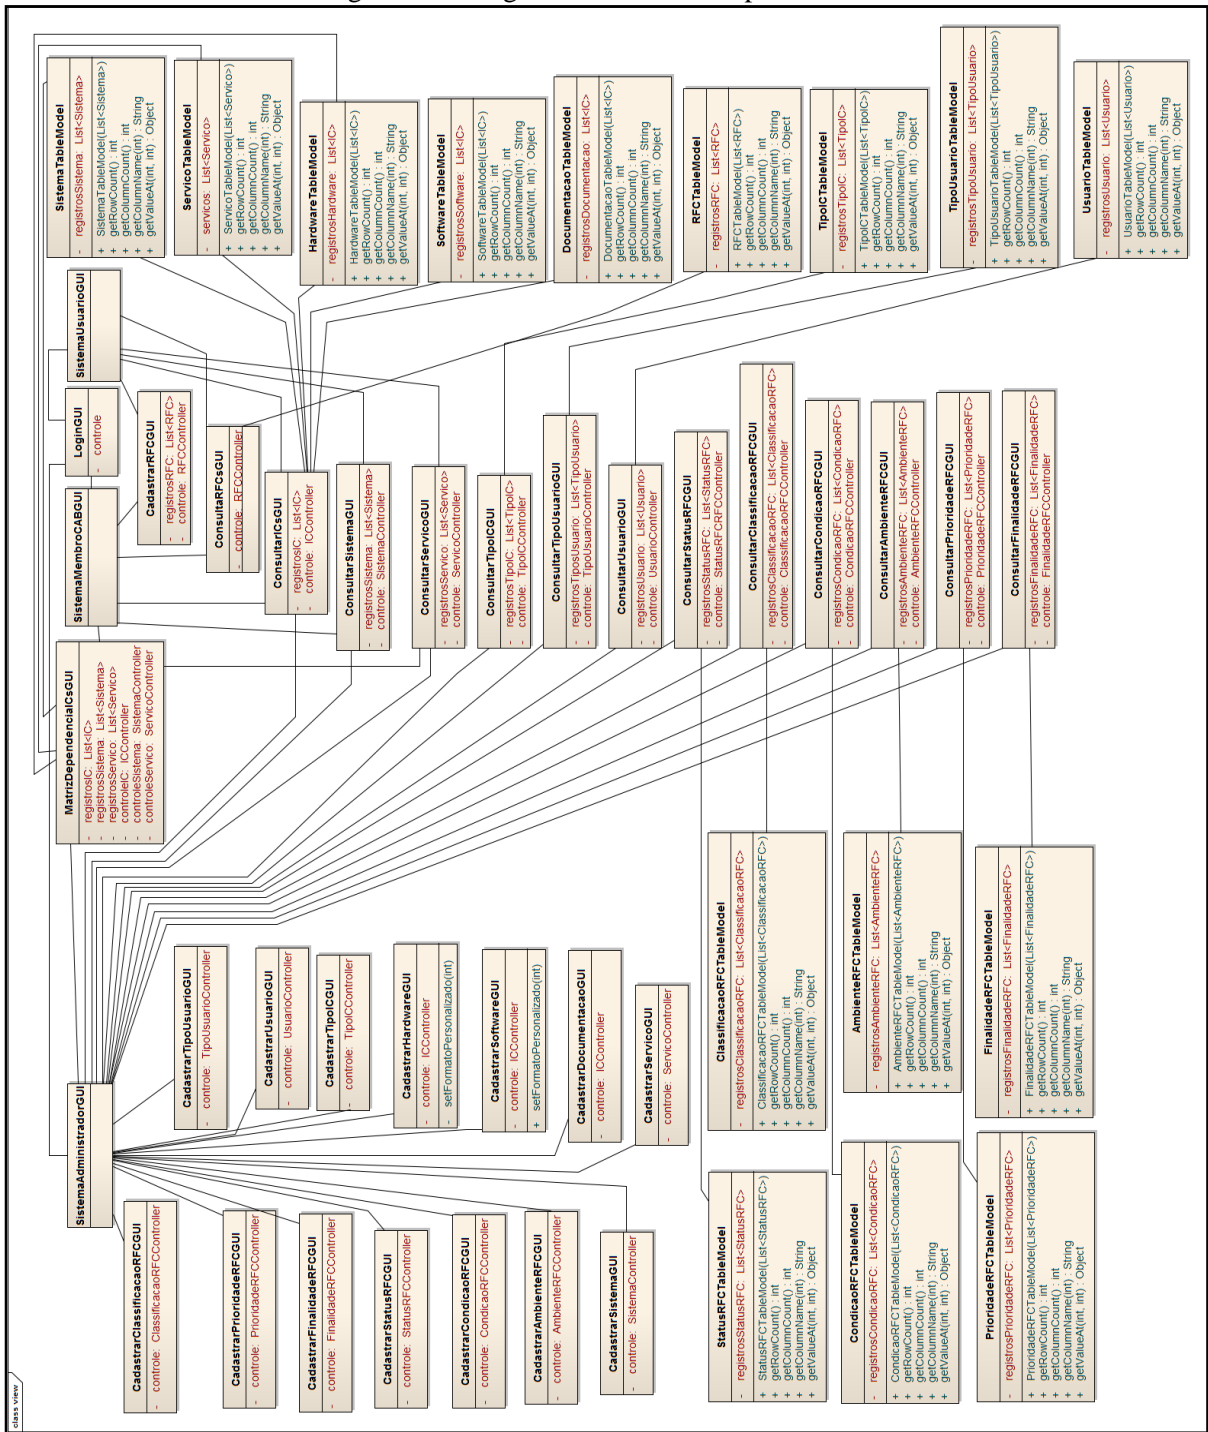 class view
SistemaTableModel
- registrosSistema: List<Sistema>
+ SistemaTableModel(List<Sistema>)
+ getRowCount() : int
+ getColumnCount() : int
+ getColumnName(int) : String
+ getValueAt(int, int) : Object
ServicoTableModel
- servicos: List<Servico>
+ ServicoTableModel(List<Servico>)
+ getRowCount() : int
+ getColumnCount() : int
+ getColumnName(int) : String
+ getValueAt(int, int) : Object
HardwareTableModel
- registrosHardware: List<IC>
+ HardwareTableModel(List<IC>)
+ getRowCount() : int
+ getColumnCount() : int
+ getColumnName(int) : String
+ getValueAt(int, int) : Object
SoftwareTableModel
- registrosSoftware: List<IC>
+ SoftwareTableModel(List<IC>)
+ getRowCount() : int
+ getColumnCount() : int
+ getColumnName(int) : String
+ getValueAt(int, int) : Object
DocumentacaoTableModel
- registrosDocumentacao: List<IC>
+ DocumentacaoTableModel(List<IC>)
+ getRowCount() : int
+ getColumnCount() : int
+ getColumnName(int) : String
+ getValueAt(int, int) : Object
RFCTableModel
- registrosRFC: List<RFC>
+ RFCTableModel(List<RFC>)
+ getRowCount() : int
+ getColumnCount() : int
+ getColumnName(int) : String
+ getValueAt(int, int) : Object
TipoICTableModel
- registrosTipoIC: List<TipoIC>
+ TipoICTableModel(List<TipoIC>)
+ getRowCount() : int
+ getColumnCount() : int
+ getColumnName(int) : String
+ getValueAt(int, int) : Object
TipoUsuarioTableModel
- registrosTipoUsuario: List<TipoUsuario>
+ TipoUsuarioTableModel(List<TipoUsuario>)
+ getRowCount() : int
+ getColumnCount() : int
+ getColumnName(int) : String
+ getValueAt(int, int) : Object
UsuarioTableModel
- registrosUsuario: List<Usuario>
+ UsuarioTableModel(List<Usuario>)
+ getRowCount() : int
+ getColumnCount() : int
+ getColumnName(int) : String
+ getValueAt(int, int) : Object
SistemaUsuarioGUI
LoginGUI
- controle
SistemaMembroCABGUI
CadastrarRFCGUI
- registrosRFC: List<RFC>
- controle: RFCController
ConsultaRFCsGUI
- controle: RFCController
ConsultarICsGUI
- registrosIC: List<IC>
- controle: ICController
ConsultarSistemaGUI
- registrosSistema: List<Sistema>
- controle: SistemaController
ConsultarServicoGUI
- registrosServico: List<Servico>
- controle: ServicoController
ConsultarTipoICGUI
- registrosTipoIC: List<TipoIC>
- controle: TipoICController
ConsultarTipoUsuarioGUI
- registrosTiposUsuario: List<TipoUsuario>
- controle: TipoUsuarioController
ConsultarUsuarioGUI
- registrosUsuario: List<Usuario>
- controle: UsuarioController
ConsultarStatusRFCGUI
- registrosStatusRFC: List<StatusRFC>
- controle: StatusRFCRFCController
ConsultarClassificacaoRFCGUI
- registrosClassificacaoRFC: List<ClassificacaoRFC>
- controle: ClassificacaoRFCController
ConsultarCondicaoRFCGUI
- registrosCondicaoRFC: List<CondicaoRFC>
- controle: CondicaoRFCController
ConsultarAmbienteRFCGUI
- registrosAmbienteRFC: List<AmbienteRFC>
- controle: AmbienteRFCController
ConsultarPrioridadeRFCGUI
- registrosPrioridadeRFC: List<PrioridadeRFC>
- controle: PrioridadeRFCController
ConsultarFinalidadeRFCGUI
- registrosFinalidadeRFC: List<FinalidadeRFC>
- controle: FinalidadeRFCController
MatrizDependenciaICsGUI
- registrosIC: List<IC>
- registrosSistema: List<Sistema>
- registrosServico: List<Servico>
- controleIC: ICController
- controleSistema: SistemaController
- controleServico: ServicoController
SistemaAdministradorGUI
CadastrarTipoUsuarioGUI
- controle: TipoUsuarioController
CadastrarUsuarioGUI
- controle: UsuarioController
CadastrarTipoICGUI
- controle: TipoICController
CadastrarHardwareGUI
- controle: ICController
- setFormatoPersonalizado(int)
CadastrarSoftwareGUI
- controle: ICController
+ setFormatoPersonalizado(int)
CadastrarDocumentacaoGUI
- controle: ICController
CadastrarServicoGUI
- controle: ServicoController
ClassificacaoRFCTableModel
- registrosClassificacaoRFC: List<ClassificacaoRFC>
+ ClassificacaoRFCTableModel(List<ClassificacaoRFC>)
+ getRowCount() : int
+ getColumnCount() : int
+ getColumnName(int) : String
+ getValueAt(int, int) : Object
AmbienteRFCTableModel
- registrosAmbienteRFC: List<AmbienteRFC>
+ AmbienteRFCTableModel(List<AmbienteRFC>)
+ getRowCount() : int
+ getColumnCount() : int
+ getColumnName(int) : String
+ getValueAt(int, int) : Object
FinalidadeRFCTableModel
- registrosFinalidadeRFC: List<FinalidadeRFC>
+ FinalidadeRFCTableModel(List<FinalidadeRFC>)
+ getRowCount() : int
+ getColumnCount() : int
+ getColumnName(int) : String
+ getValueAt(int, int) : Object
CadastrarClassificacaoRFCGUI
- controle: ClassificacaoRFCController
CadastrarPrioridadeRFCGUI
- controle: PrioridadeRFCController
CadastrarFinalidadeRFCGUI
- controle: FinalidadeRFCController
CadastrarStatusRFCGUI
- controle: StatusRFCController
CadastrarCondicaoRFCGUI
- controle: CondicaoRFCController
CadastrarAmbienteRFCGUI
- controle: AmbienteRFCController
CadastrarSistemaGUI
- controle: SistemaController
StatusRFCTableModel
- registrosStatusRFC: List<StatusRFC>
+ StatusRFCTableModel(List<StatusRFC>)
+ getRowCount() : int
+ getColumnCount() : int
+ getColumnName(int) : String
+ getValueAt(int, int) : Object
CondicaoRFCTableModel
- registrosCondicaoRFC: List<CondicaoRFC>
+ CondicaoRFCTableModel(List<CondicaoRFC>)
+ getRowCount() : int
+ getColumnCount() : int
+ getColumnName(int) : String
+ getValueAt(int, int) : Object
PrioridadeRFCTableModel
- registrosPrioridadeRFC: List<PrioridadeRFC>
+ PrioridadeRFCTableModel(List<PrioridadeRFC>)
+ getRowCount() : int
+ getColumnCount() : int
+ getColumnName(int) : String
+ getValueAt(int, int) : Object